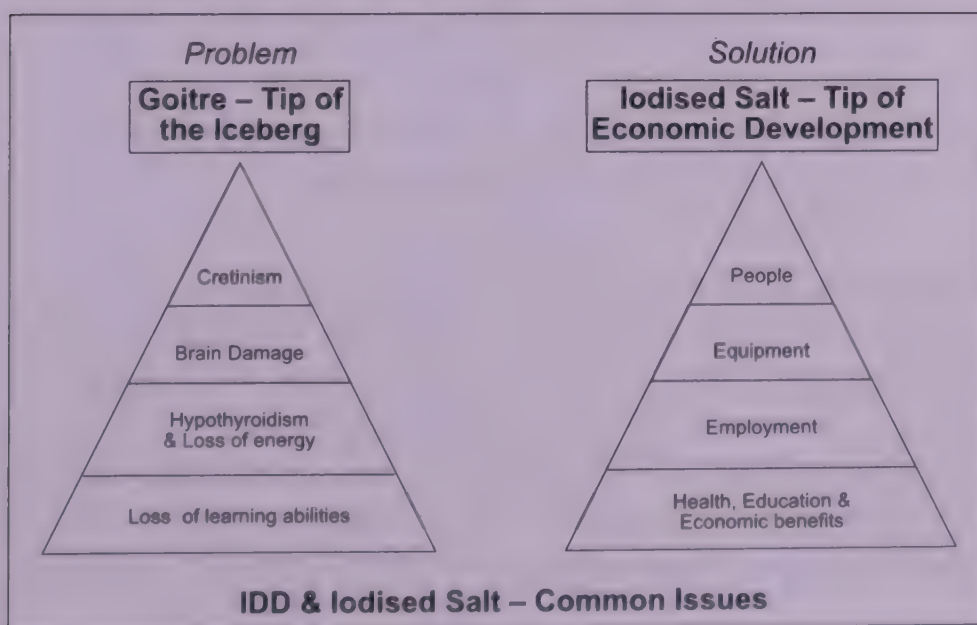 Problem
Goitre – Tip of
the Iceberg
Cretinism
Brain Damage
Hypothyroidism
& Loss of energy
Loss of learning abilities
Solution
Iodised Salt – Tip of
Economic Development
People
Equipment
Employment
Health, Education &
Economic benefits
IDD & Iodised Salt – Common Issues